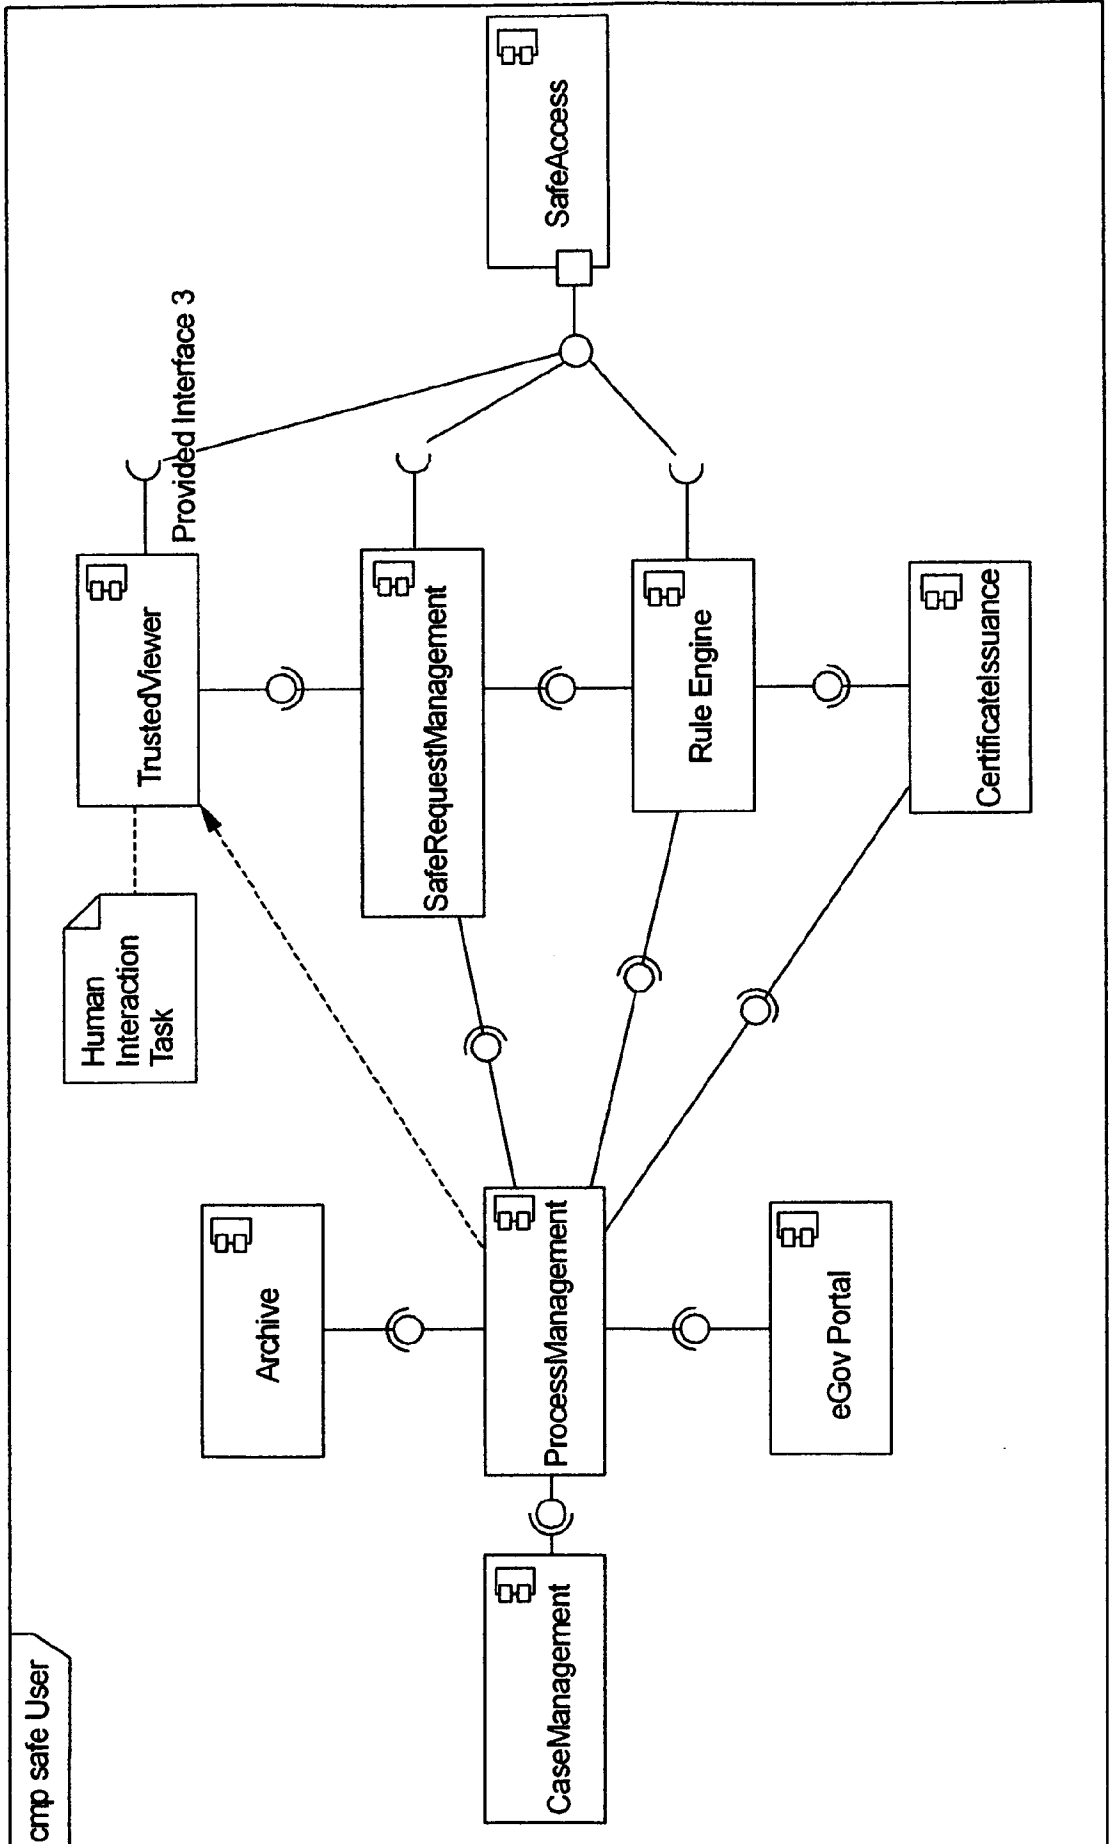 cmp safe User
Human
Interaction
Task
TrustedViewer
Provided Interface 3
Archive
SafeRequestManagement
CaseManagement
ProcessManagement
SafeAccess
Rule Engine
eGov Portal
CertificateIssuance